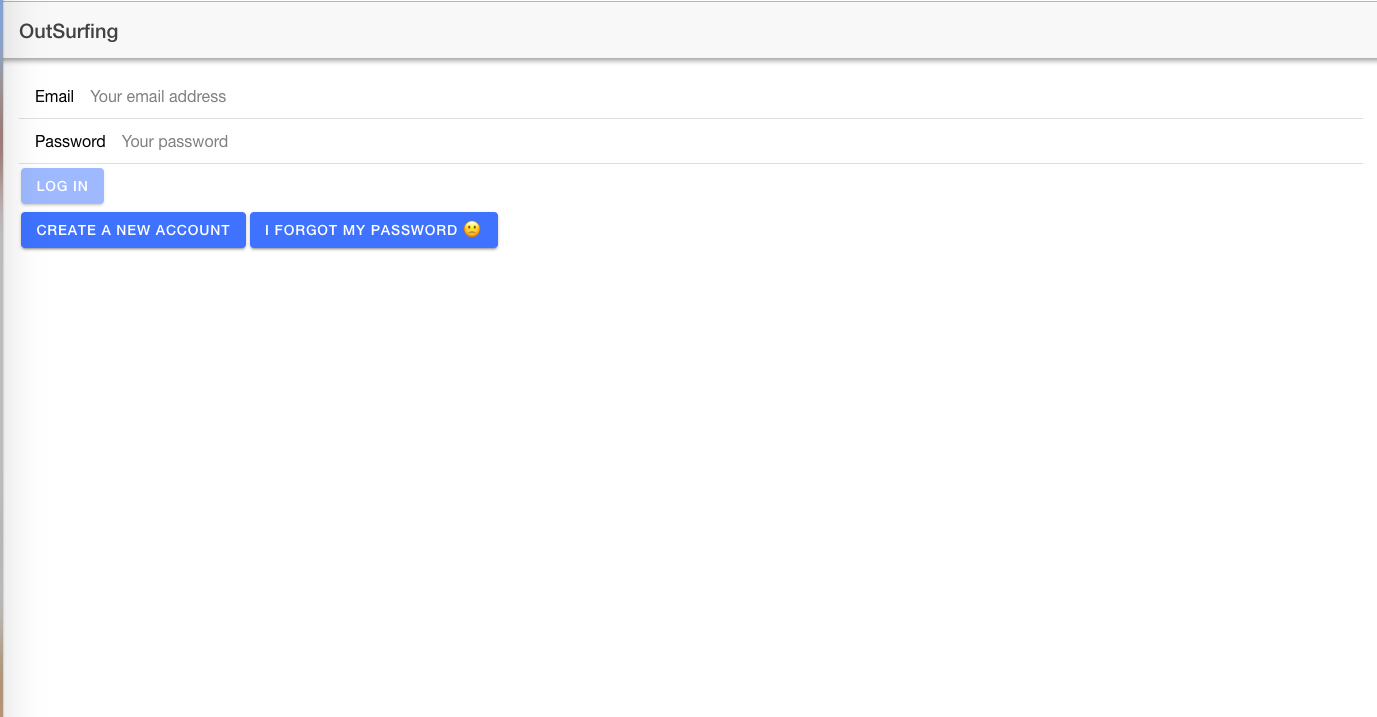 OutSurfing
Email Your email address
Password Your password
LOG IN
CREATE A NEW ACCOUNT I FORGOT MY PASSWORD 🙁